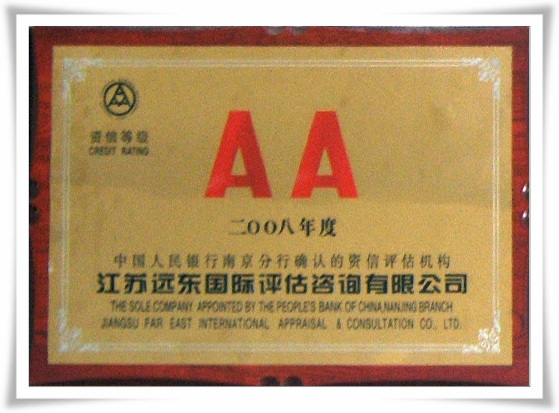 资信等级
CREDIT RATING
AA
二OO八年度
中国人民银行南京分行确认的资信评估机构
江苏远东国际评估咨询有限公司
THE SOLE COMPANY APPOINTED BY THE PEOPLE'S BANK OF CHINA,NANJING BRANCH
JIANGSU FAR EAST INTERNATIONAL APPRAISAL & CONSULTATION CO., LTD.